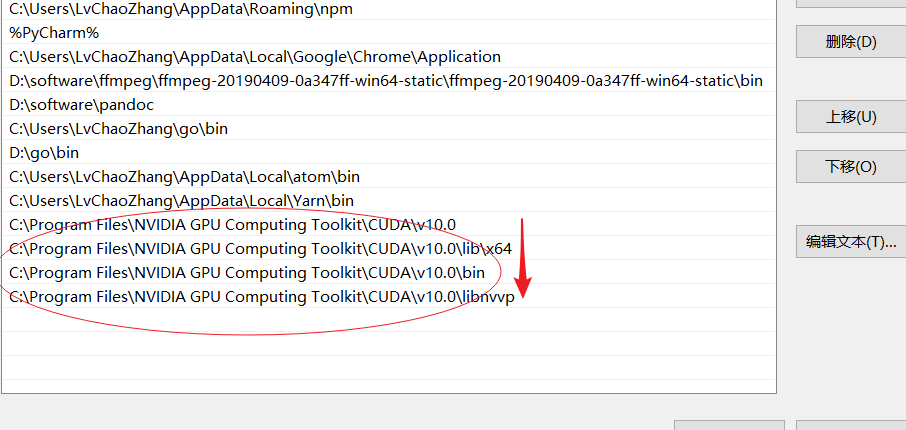 C:\Users\LvChaoZhang\AppData\Roaming\npm
%PyCharm%
C:\Users\LvChaoZhang\AppData\Local\Google\Chrome\Application
D:\software\ffmpeg\ffmpeg-20190409-0a347ff-win64-static\ffmpeg-20190409-0a347ff-win64-static\bin
D:\software\pandoc
C:\Users\LvChaoZhang\go\bin
D:\go\bin
C:\Users\LvChaoZhang\AppData\Local\atom\bin
C:\Users\LvChaoZhang\AppData\Local\Yarn\bin
C:\Program Files\NVIDIA GPU Computing Toolkit\CUDA\v10.0
C:\Program Files\NVIDIA GPU Computing Toolkit\CUDA\v10.0\lib\x64
C:\Program Files\NVIDIA GPU Computing Toolkit\CUDA\v10.0\bin
C:\Program Files\NVIDIA GPU Computing Toolkit\CUDA\v10.0\libnvvp
删除(D)
上移(U)
下移(O)
编辑文本(T)...